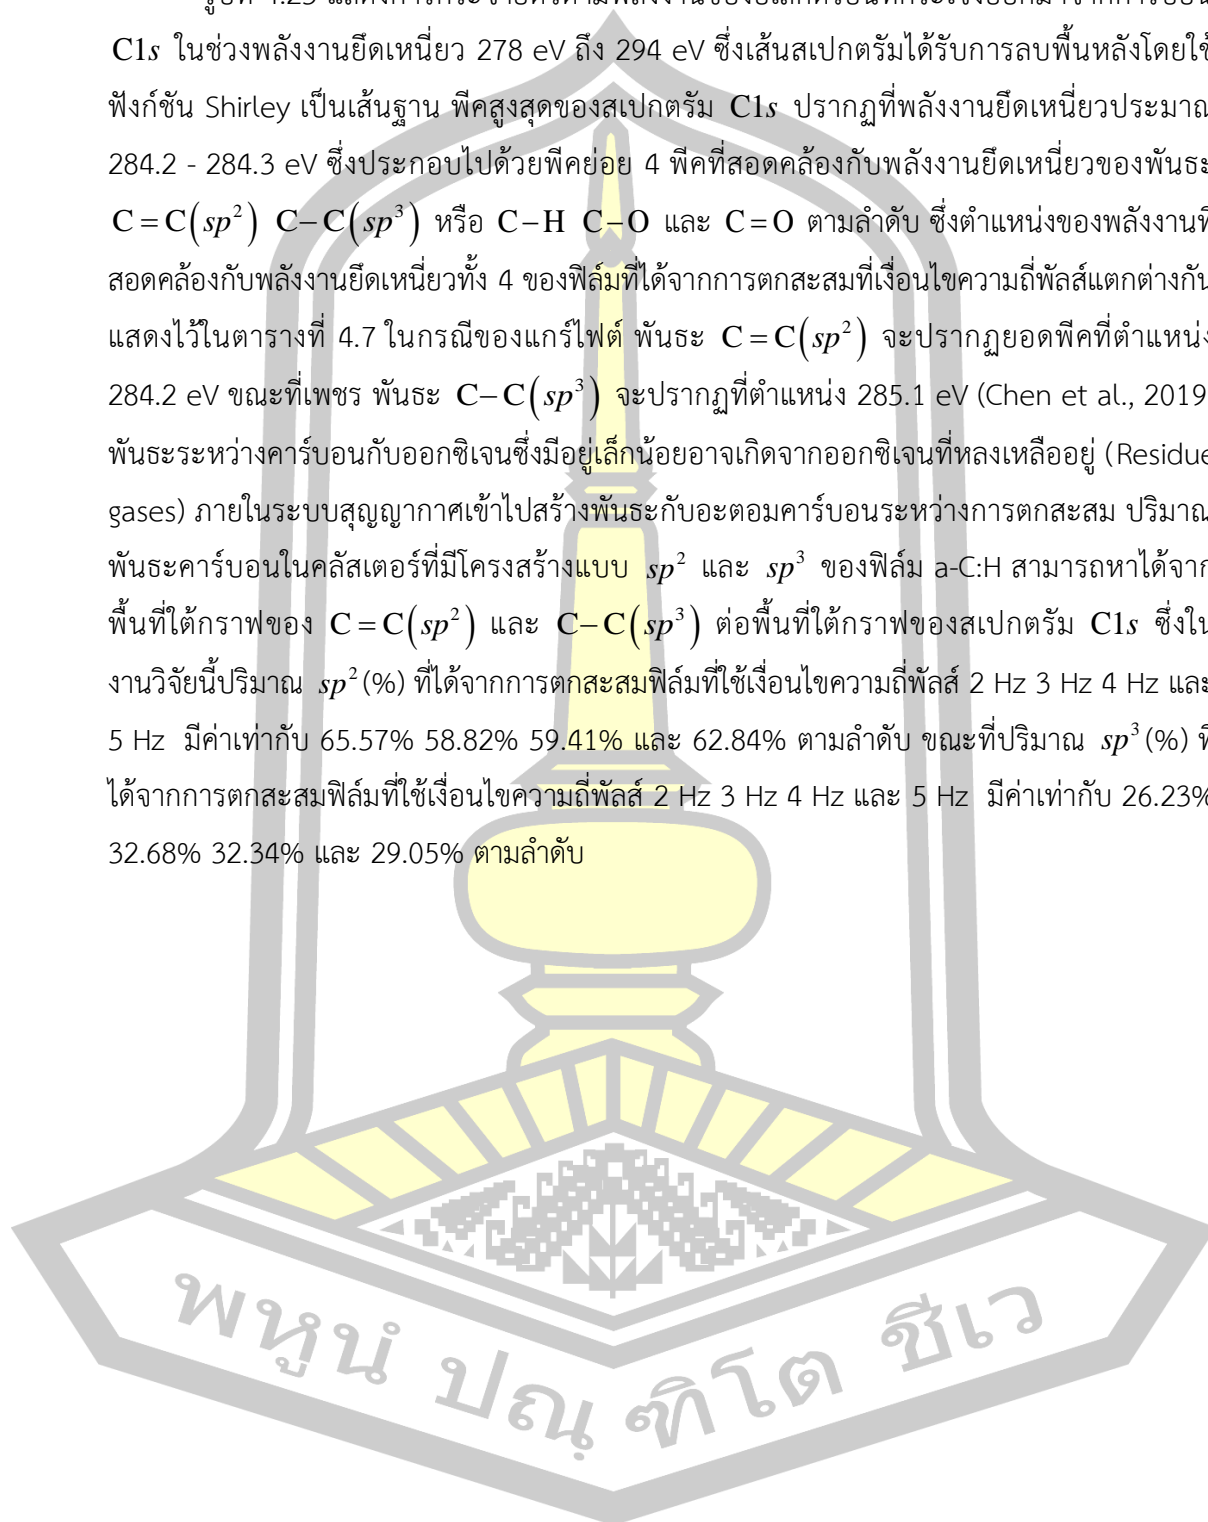 C1s ในช่วงพลังงานยึดเหนี่ยว 278 eV ถึง 294 eV ซึ่งเส้นสเปกตรัมได้รับการลบพื้นหลังโดยใช้
ฟังก์ชัน Shirley เป็นเส้นฐาน พีคสูงสุดของสเปกตรัม C1s ปรากฏที่พลังงานยึดเหนี่ยวประมาณ
284.2 - 284.3 eV ซึ่งประกอบไปด้วยพีคย่อย 4 พีคที่สอดคล้องกับพลังงานยึดเหนี่ยวของพันธะ
C=C(sp²) C−C(sp³) หรือ C−H C−O และ C=O ตามลำดับ ซึ่งตำแหน่งของพลังงานที่
สอดคล้องกับพลังงานยึดเหนี่ยวทั้ง 4 ของฟิล์มที่ได้จากการตกสะสมที่เงื่อนไขความถี่พัลส์แตกต่างกัน
แสดงไว้ในตารางที่ 4.7 ในกรณีของแกร์ไฟต์ พันธะ C=C(sp²) จะปรากฏยอดพีคที่ตำแหน่ง
284.2 eV ขณะที่เพชร พันธะ C−C(sp³) จะปรากฏที่ตำแหน่ง 285.1 eV (Chen et al., 2019
พันธะระหว่างคาร์บอนกับออกซิเจนซึ่งมีอยู่เล็กน้อยอาจเกิดจากออกซิเจนที่หลงเหลืออยู่ (Residue
gases) ภายในระบบสุญญากาศเข้าไปสร้างพันธะกับอะตอมคาร์บอนระหว่างการตกสะสม ปริมาณ
พันธะคาร์บอนในคลัสเตอร์ที่มีโครงสร้างแบบ sp² และ sp³ ของฟิล์ม a-C:H สามารถหาได้จาก
พื้นที่ใต้กราฟของ C=C(sp²) และ C−C(sp³) ต่อพื้นที่ใต้กราฟของสเปกตรัม C1s ซึ่งใน
งานวิจัยนี้ปริมาณ sp²(%) ที่ได้จากการตกสะสมฟิล์มที่ใช้เงื่อนไขความถี่พัลส์ 2 Hz 3 Hz 4 Hz และ
5 Hz มีค่าเท่ากับ 65.57% 58.82% 59.41% และ 62.84% ตามลำดับ ขณะที่ปริมาณ sp³(%) ที่
ได้จากการตกสะสมฟิล์มที่ใช้เงื่อนไขความถี่พัลส์ 2 Hz 3 Hz 4 Hz และ 5 Hz มีค่าเท่ากับ 26.23%
32.68% 32.34% และ 29.05% ตามลำดับ
พหูนํ ปณฺฑิโต ชีเว